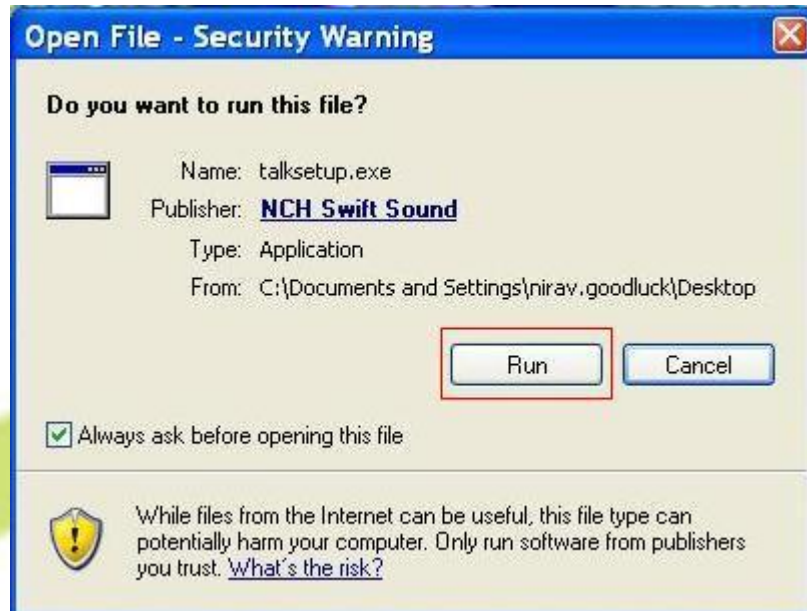 Open File - Security Warning
Do you want to run this file?
Name: talksetup.exe
Publisher: NCH Swift Sound
Type: Application
From: C:\Documents and Settings\nirav.goodluck\Desktop
Run Cancel
Always ask before opening this file
While files from the Internet can be useful, this file type can
potentially harm your computer. Only run software from publishers
you trust. What's the risk?